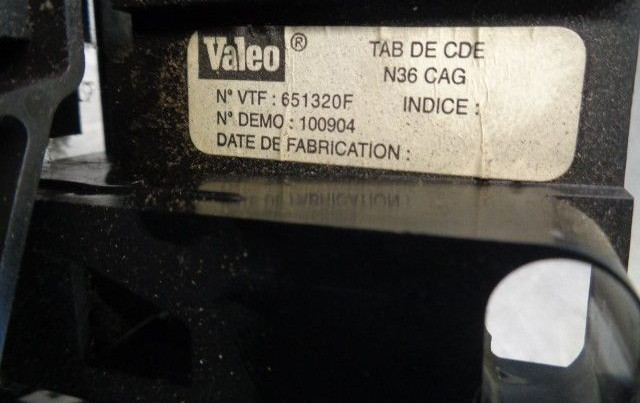 Valeo ® TAB DE CDE
N36 CAG
N° VTF : 651320F INDICE :
N° DEMO : 100904
DATE DE FABRICATION :